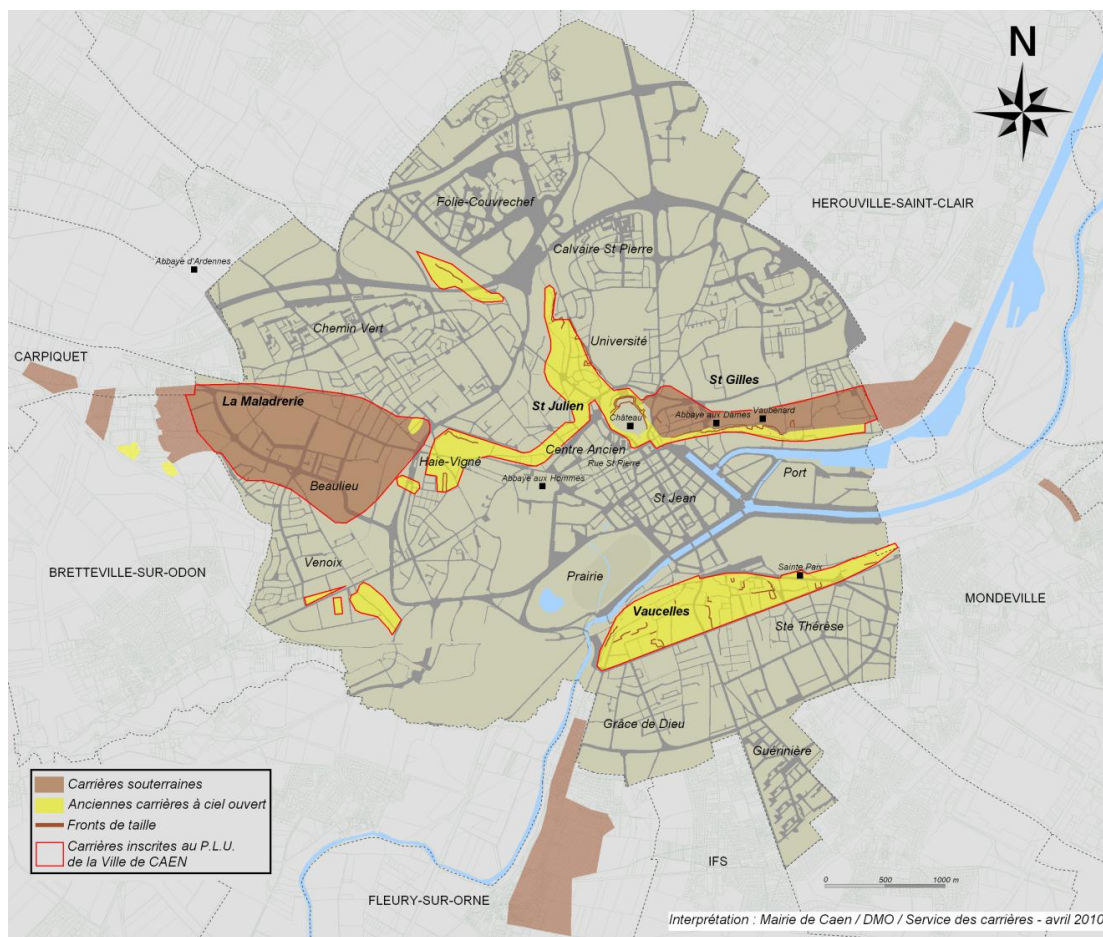 N
Folie-Couvrechef
HEROUVILLE-SAINT-CLAIR
Calvaire St Pierre
Abbaye d'Ardennes
Chemin Vert
Université
CARPIQUET
St Gilles
La Maladrerie
St Julien
Château
Abbaye aux Dames
Vaubenard
Haie-Vigné
Centre Ancien
Rue St Pierre
Beaulieu
Abbaye aux Hommes
St Jean
Port
Venoix
BRETTEVILLE-SUR-ODON
Prairie
Sainte Paix
MONDEVILLE
Vaucelles
Ste Thérèse
Grâce de Dieu
Guérinière
Carrières souterraines
Anciennes carrières à ciel ouvert
Fronts de taille
Carrières inscrites au P.L.U.
de la Ville de CAEN
IFS
0 500 1000 m
FLEURY-SUR-ORNE
Interprétation : Mairie de Caen / DMO / Service des carrières - avril 2010